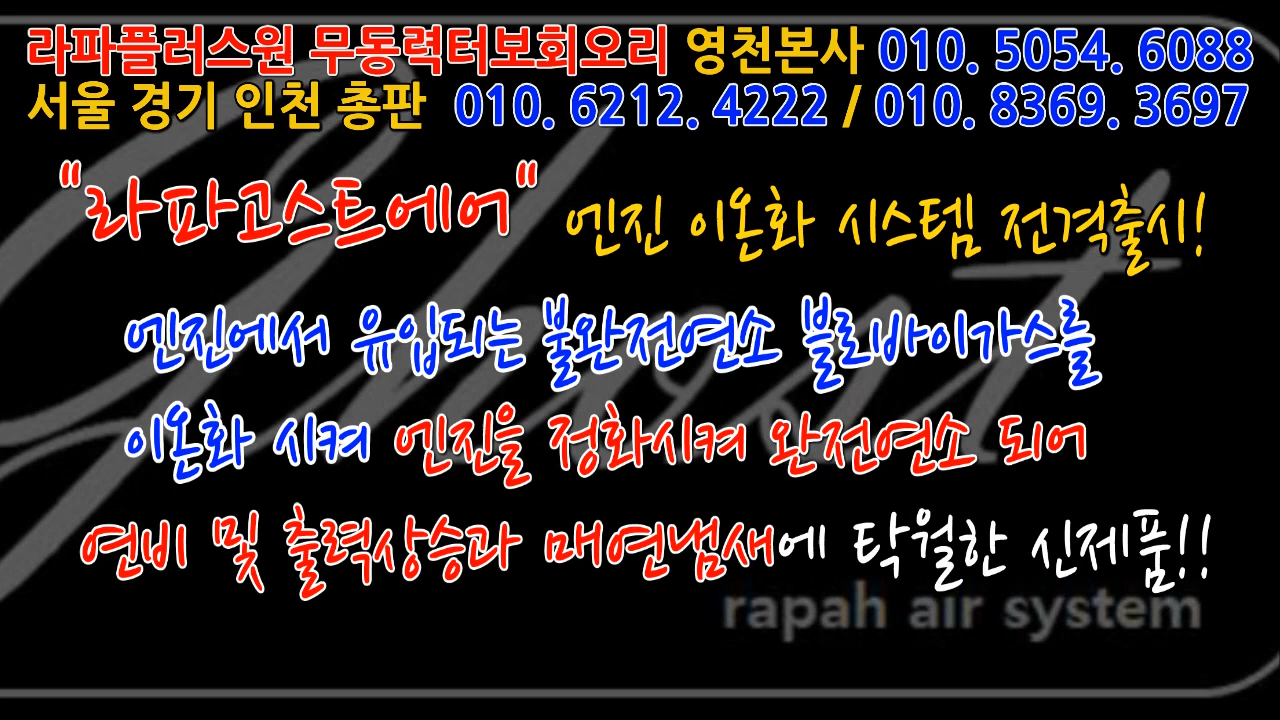 라파플러스원 무동력터보회오리 영천본사 010. 5054. 6088
서울 경기 인천 총판 010. 6212. 4222 / 010. 8369. 3697
"라파고스트에어" 엔진 이온화 시스템 전격출시!
엔진에서 유입되는 불완전연소 블로바이가스를
이온화 시켜 엔진을 정화시켜 완전연소 되어
연비 및 출력상승과 매연냄새에 탁월한 신제품!!
Ghost
rapah air system